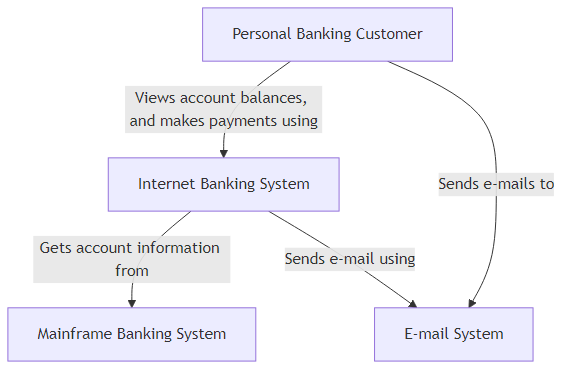 Personal Banking Customer
Views account balances,
and makes payments using
Internet Banking System
Sends e-mails to
Gets account information
from
Sends e-mail using
Mainframe Banking System
E-mail System